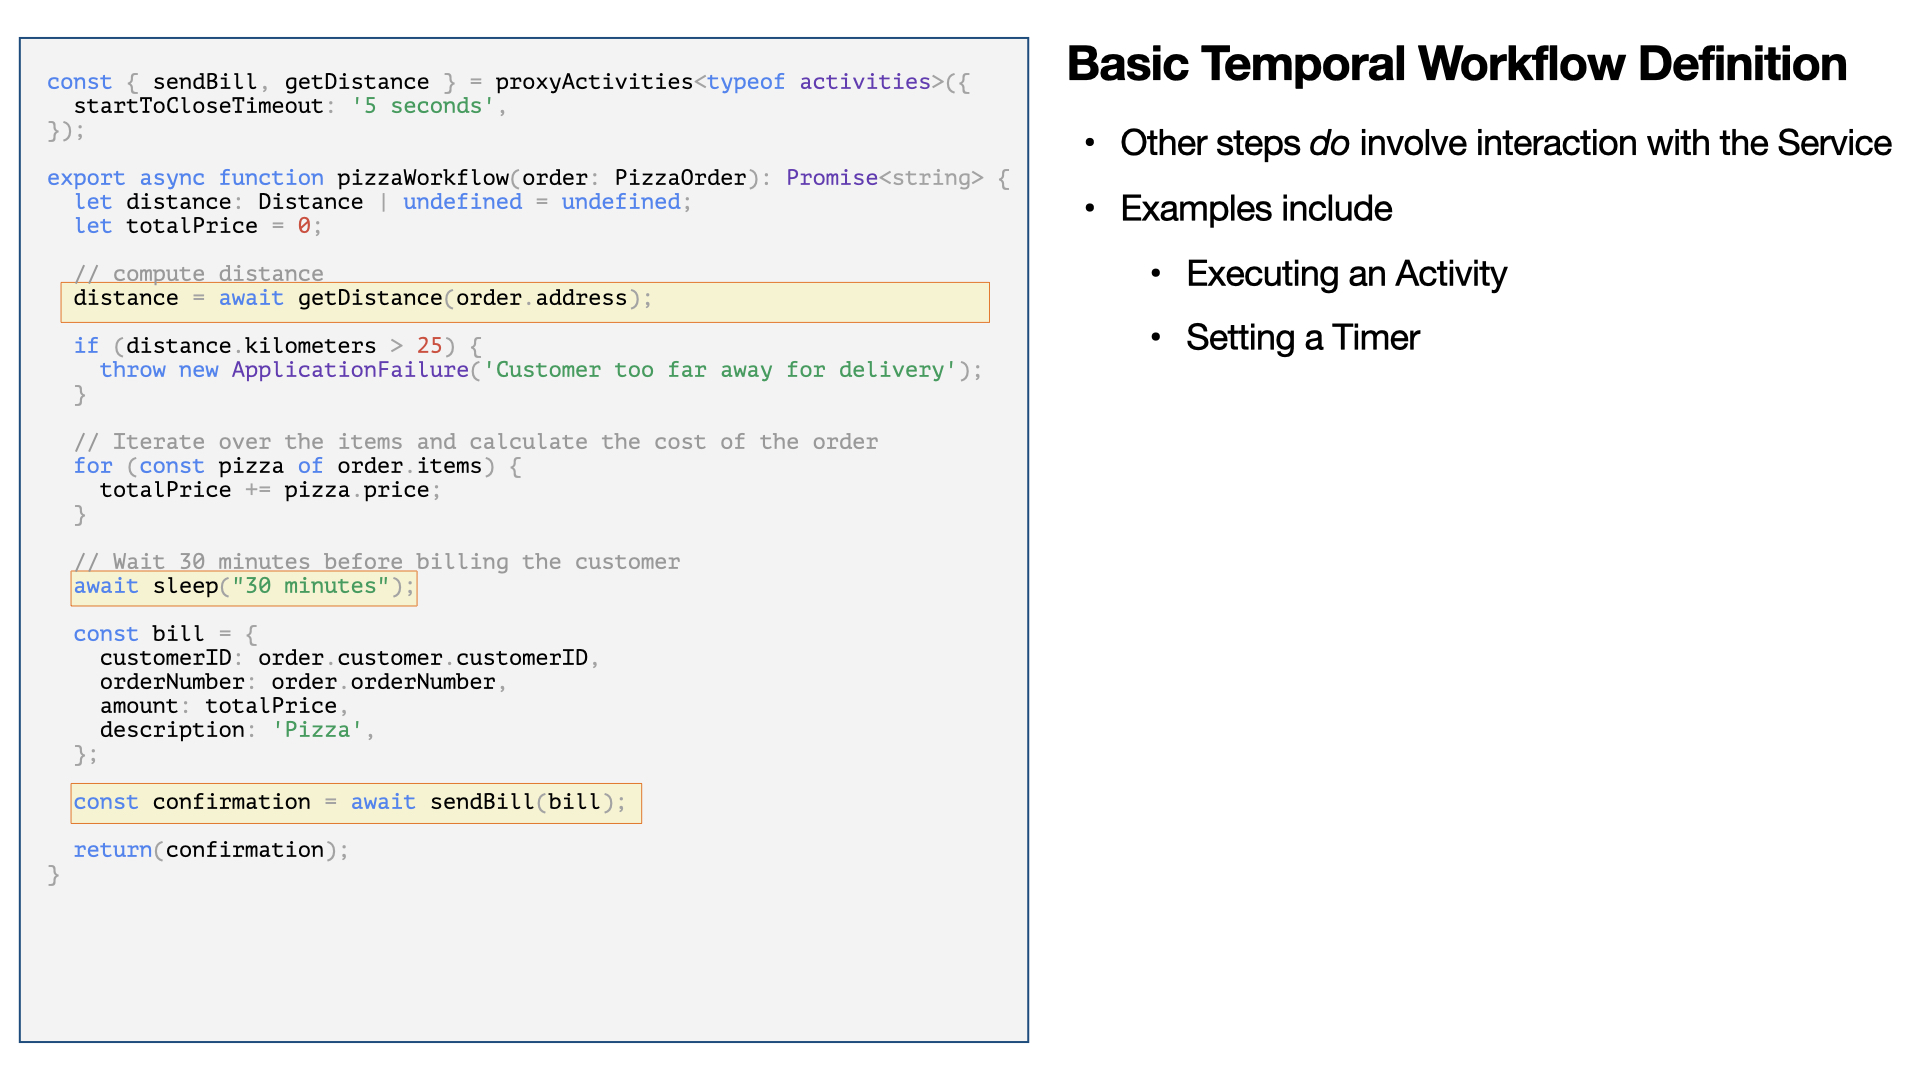 const { sendBill, getDistance } = proxyActivities<typeof activities>({
  startToCloseTimeout: '5 seconds',
});

export async function pizzaWorkflow(order: PizzaOrder): Promise<string> {
  let distance: Distance | undefined = undefined;
  let totalPrice = 0;

  // compute distance
  distance = await getDistance(order.address);

  if (distance.kilometers > 25) {
    throw new ApplicationFailure('Customer too far away for delivery');
  }

  // Iterate over the items and calculate the cost of the order
  for (const pizza of order.items) {
    totalPrice += pizza.price;
  }

  // Wait 30 minutes before billing the customer
  await sleep("30 minutes");

  const bill = {
    customerID: order.customer.customerID,
    orderNumber: order.orderNumber,
    amount: totalPrice,
    description: 'Pizza',
  };

  const confirmation = await sendBill(bill);

  return(confirmation);
}
Basic Temporal Workflow Definition
• Other steps do involve interaction with the Service
• Examples include
• Executing an Activity
• Setting a Timer